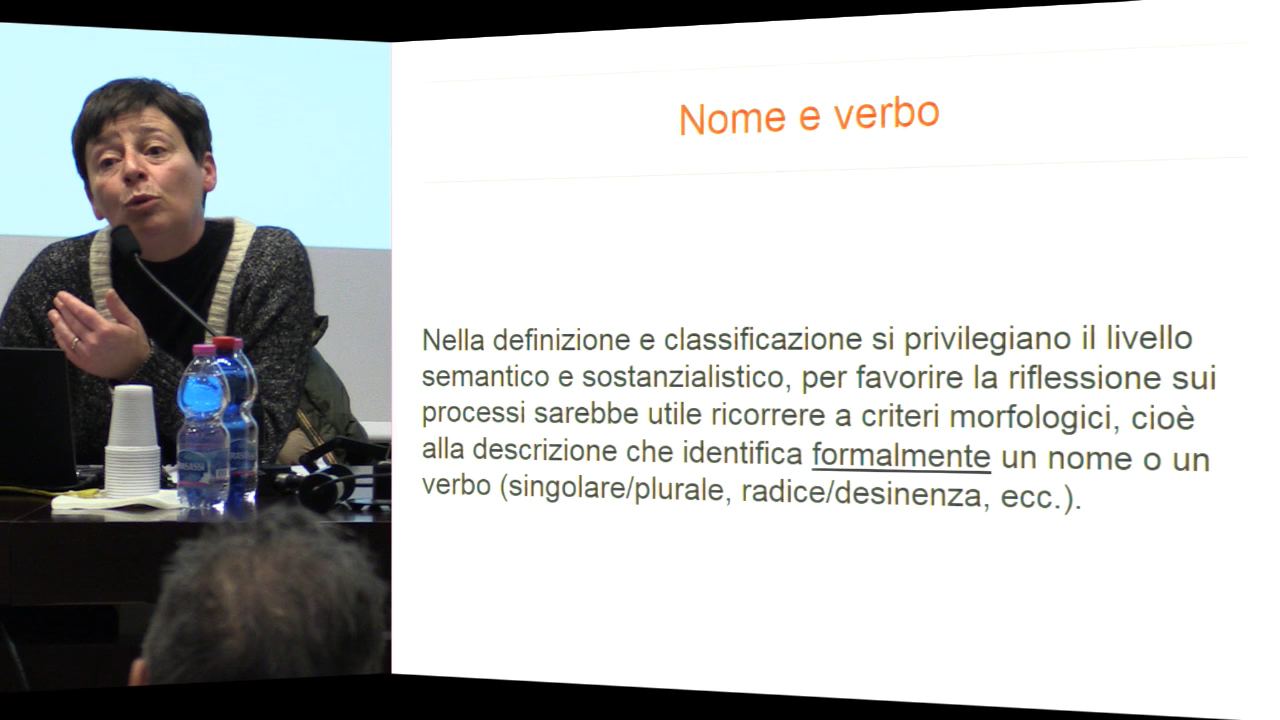 Nome e verbo
Nella definizione e classificazione si privilegiano il livello
semantico e sostanzialistico, per favorire la riflessione sui
processi sarebbe utile ricorrere a criteri morfologici, cioè
alla descrizione che identifica formalmente un nome o un
verbo (singolare/plurale, radice/desinenza, ecc.).